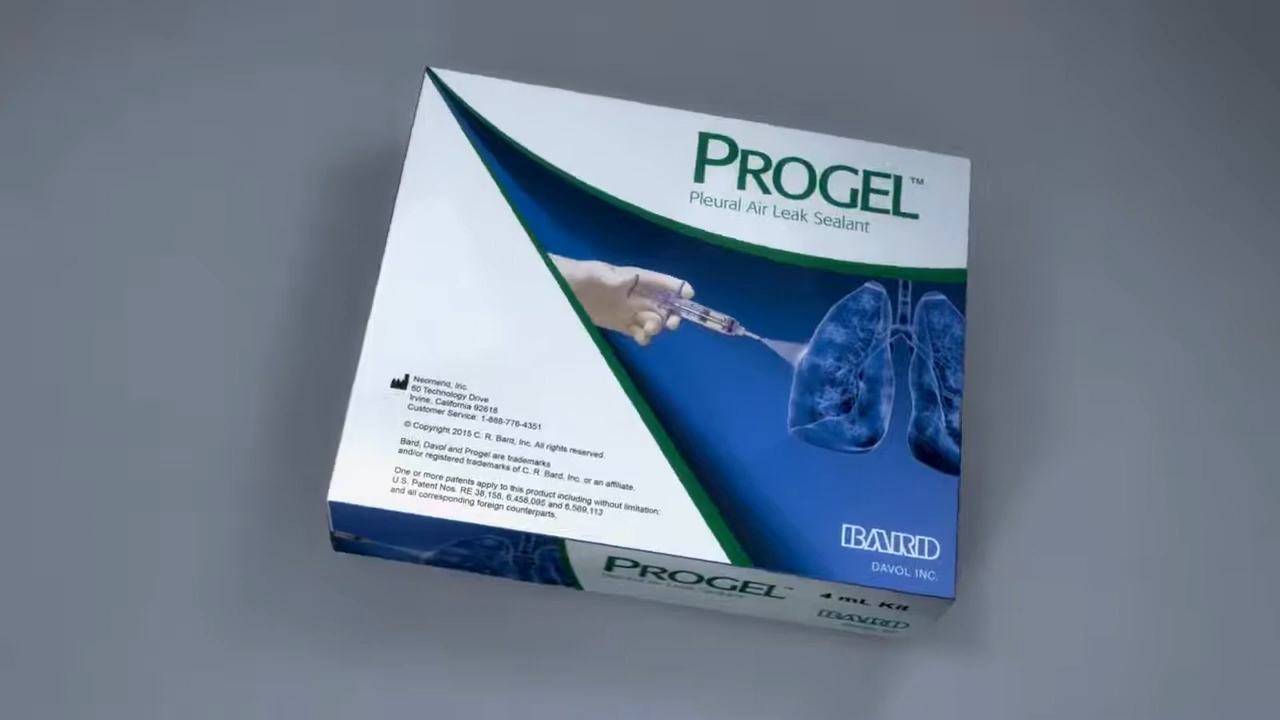 PROGEL™
Pleural Air Leak Sealant
Neomend, Inc.
60 Technology Drive
Irvine, California 92618
Customer Service: 1-888-776-4351
© Copyright 2015 C. R. Bard, Inc. All rights reserved.
Bard, Davol and Progel are trademarks
and/or registered trademarks of C. R. Bard, Inc. or an affiliate.
One or more patents apply to this product including without limitation:
U.S. Patent Nos. RE 38,158, 6,458,095 and 6,589,113
and all corresponding foreign counterparts.
BARD
DAVOL INC.
PROGEL™
Pleural Air Leak Sealant
4 mL Kit
BARD